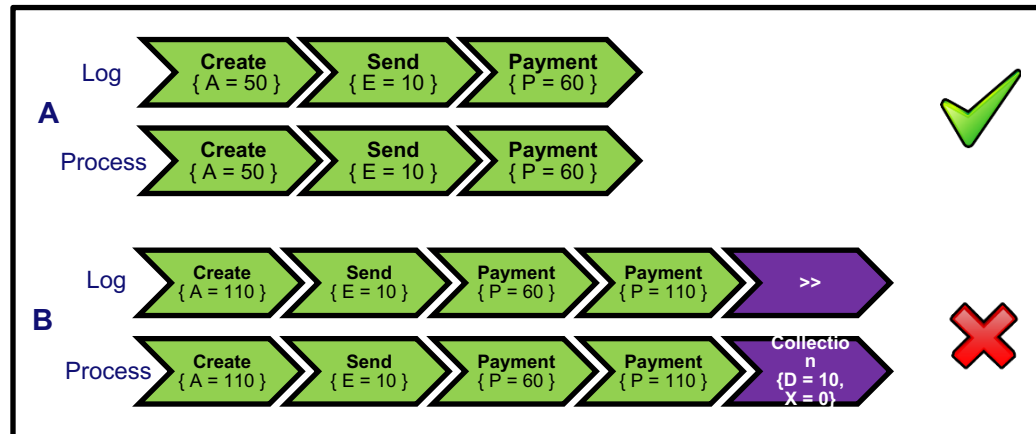 Log
Create
{ A = 50 }
Send
{ E = 10 }
Payment
{ P = 60 }
A
Process
Create
{ A = 50 }
Send
{ E = 10 }
Payment
{ P = 60 }
Log
Create
{ A = 110 }
Send
{ E = 10 }
Payment
{ P = 60 }
Payment
{ P = 110 }
>>
B
Process
Create
{ A = 110 }
Send
{ E = 10 }
Payment
{ P = 60 }
Payment
{ P = 110 }
Collectio
n
{D = 10,
X = 0}